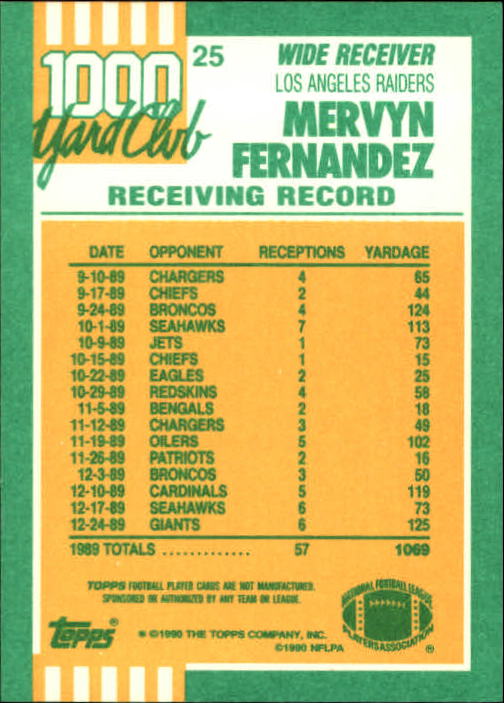 1000
Yard Club
25
WIDE RECEIVER
LOS ANGELES RAIDERS
MERVYN
FERNANDEZ
RECEIVING RECORD
DATE OPPONENT RECEPTIONS YARDAGE
9-10-89 CHARGERS 4 65
9-17-89 CHIEFS 2 44
9-24-89 BRONCOS 4 124
10-1-89 SEAHAWKS 7 113
10-9-89 JETS 1 73
10-15-89 CHIEFS 1 15
10-22-89 EAGLES 2 25
10-29-89 REDSKINS 4 58
11-5-89 BENGALS 2 18
11-12-89 CHARGERS 3 49
11-19-89 OILERS 5 102
11-26-89 PATRIOTS 2 16
12-3-89 BRONCOS 3 50
12-10-89 CARDINALS 5 119
12-17-89 SEAHAWKS 6 73
12-24-89 GIANTS 6 125
1989 TOTALS .............. 57 1069
TOPPS FOOTBALL PLAYER CARDS ARE NOT MANUFACTURED,
SPONSORED OR AUTHORIZED BY ANY TEAM OR LEAGUE.
topps®
* ©1990 THE TOPPS COMPANY, INC.
©1990 NFLPA
NATIONAL FOOTBALL LEAGUE
PLAYERS ASSOCIATION
®